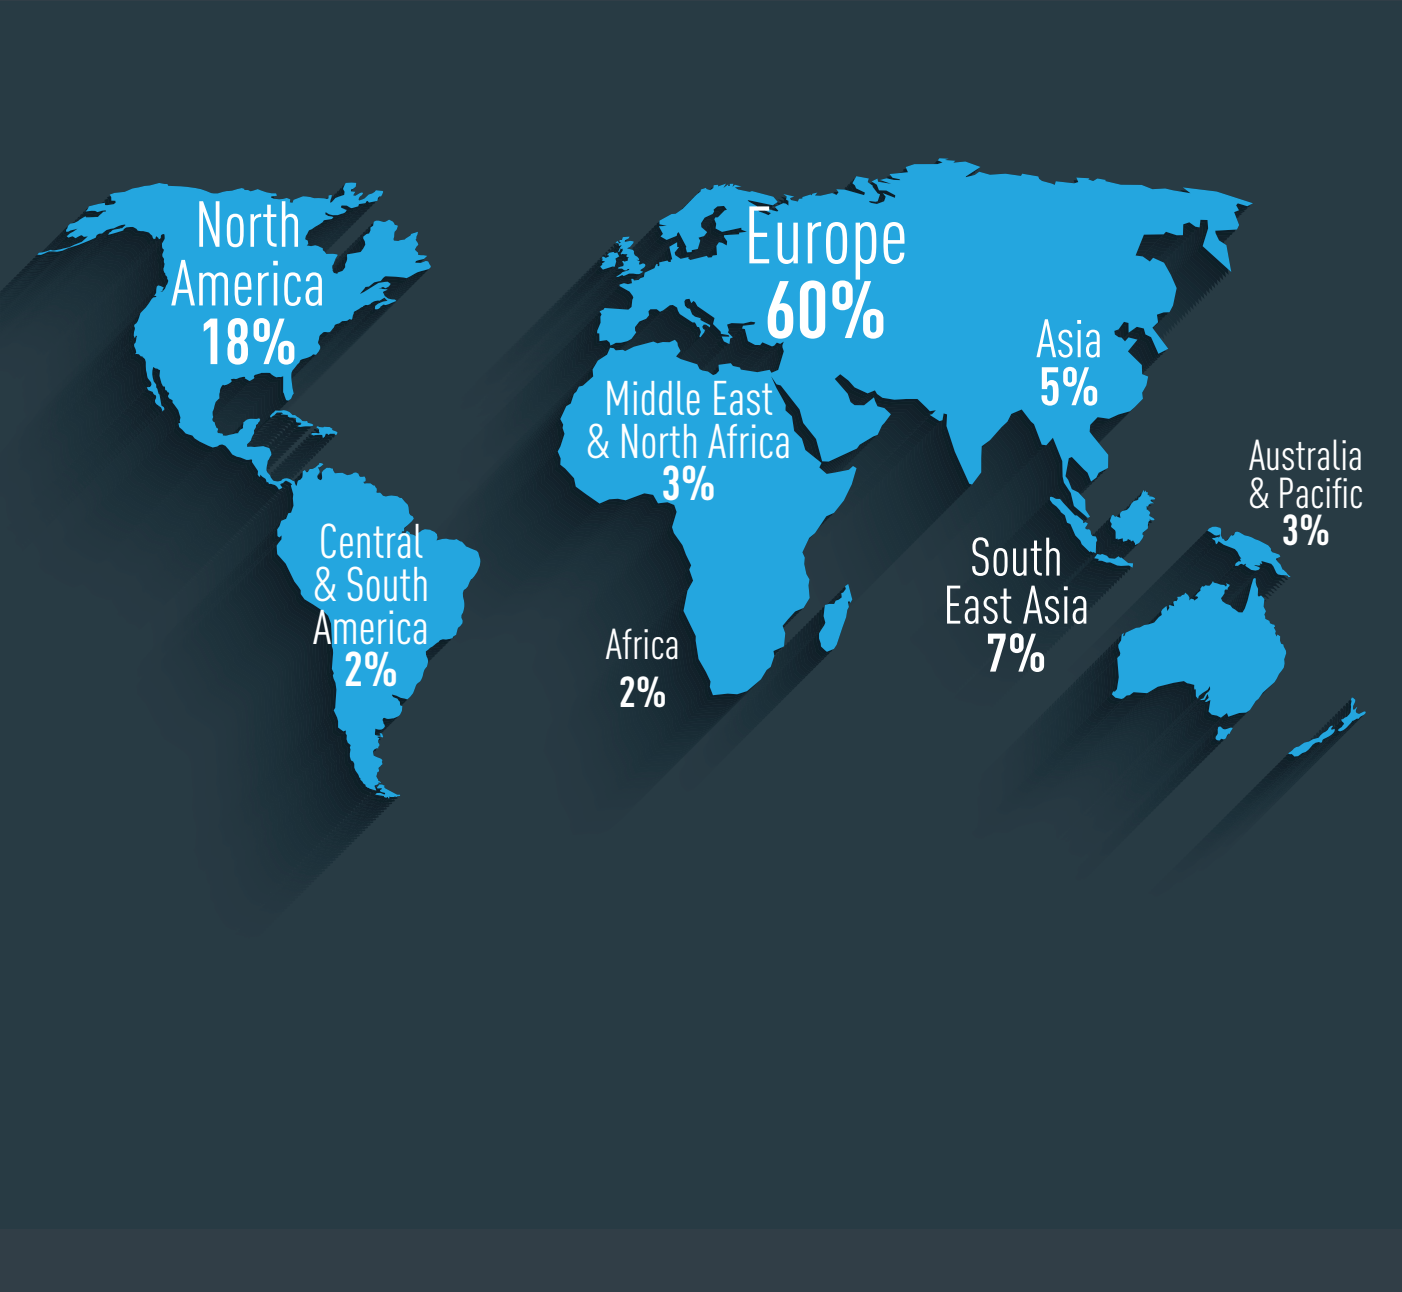 North
America
18%
Europe
60%
Asia
5%
Middle East
& North Africa
3%
Australia
& Pacific
3%
Central
& South
America
2%
South
East Asia
7%
Africa
2%